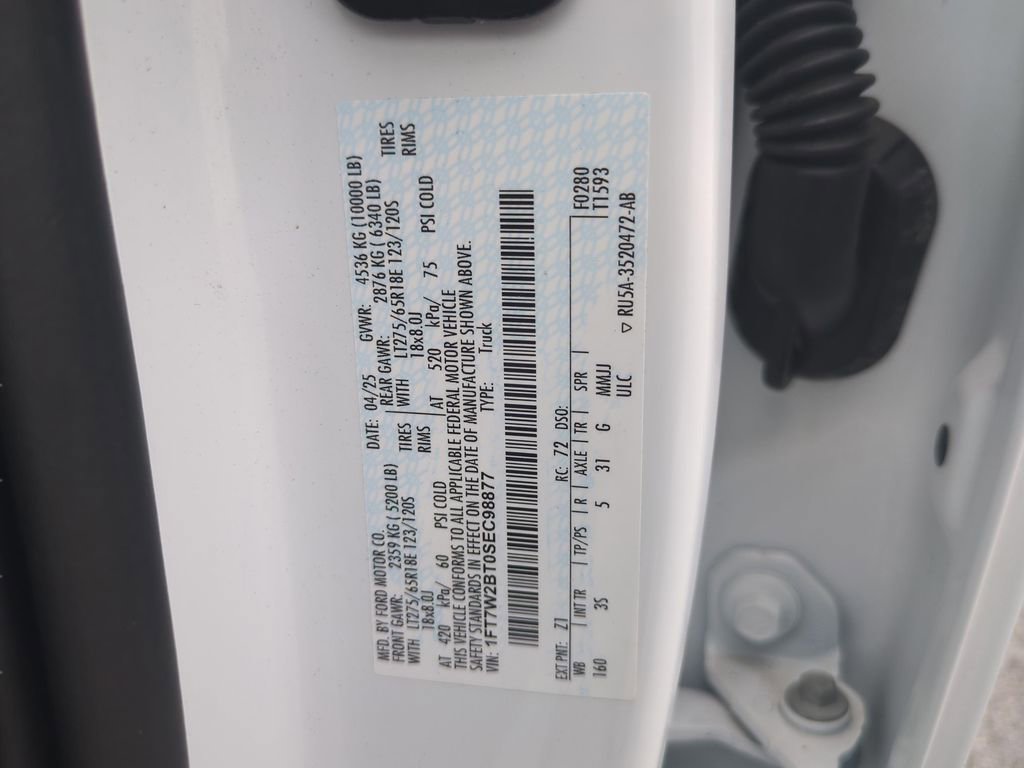 MFD. BY FORD MOTOR CO.
DATE: 04/25 GVWR: 4536 KG (10000 LB)
FRONT GAWR: 2359 KG ( 5200 LB) REAR GAWR: 2876 KG ( 6340 LB)
WITH LT275/65R18E 123/120S TIRES WITH LT275/65R18E 123/120S TIRES
18x8.0J RIMS 18x8.0J RIMS
AT 420 kPa/ 60 PSI COLD AT 520 kPa/ 75 PSI COLD
THIS VEHICLE CONFORMS TO ALL APPLICABLE FEDERAL MOTOR VEHICLE
SAFETY STANDARDS IN EFFECT ON THE DATE OF MANUFACTURE SHOWN ABOVE.
VIN: 1FT7W2BT0SEC98877 TYPE: Truck
EXT PNT: Z1 RC: 72 DSO: F0280
WB | INT TR | TP/PS | R | AXLE | TR | SPR | T1593
160 3S 5 31 G MMJJ
ULC ▽ RU5A-3520472-AB